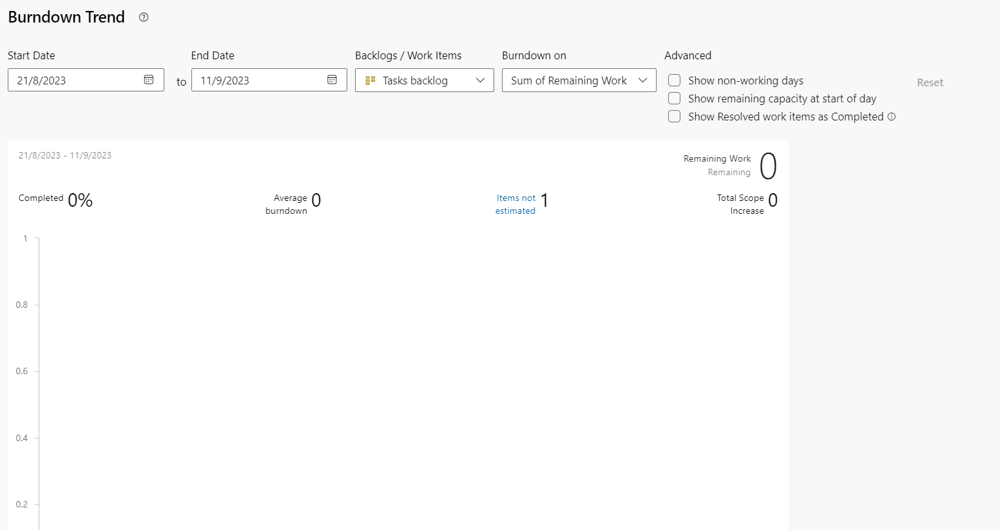 Burndown Trend
Start Date
End Date
Backlogs / Work Items
Burndown on
Advanced
21/8/2023
to
11/9/2023
Tasks backlog
Sum of Remaining Work
Show non-working days
Reset
Show remaining capacity at start of day
Show Resolved work items as Completed
21/8/2023 - 11/9/2023
Remaining Work
Remaining
0
Completed 0%
Average
burndown
0
Items not
estimated
1
Total Scope
Increase
0
1
0.8
0.6
0.4
0.2